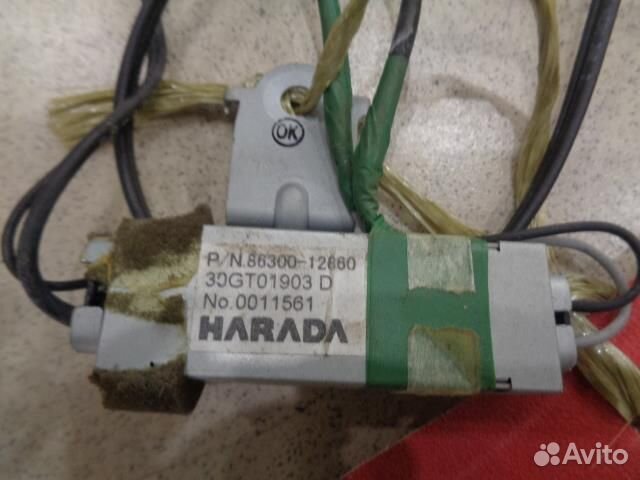 OK
P/N.86300-12860
30GT01903 D
No.0011561
HARADA
Avito